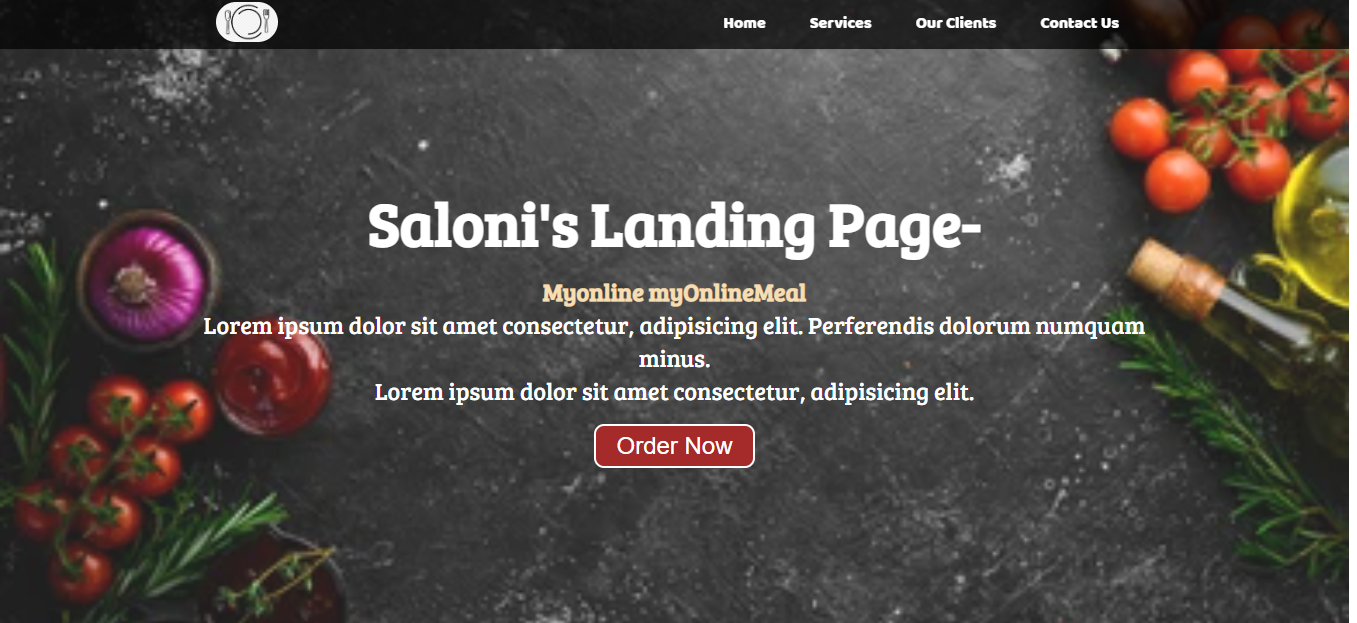 Home Services Our Clients Contact Us
Saloni's Landing Page-
Myonline myOnlineMeal
Lorem ipsum dolor sit amet consectetur, adipisicing elit. Perferendis dolorum numquam
minus.
Lorem ipsum dolor sit amet consectetur, adipisicing elit.
Order Now